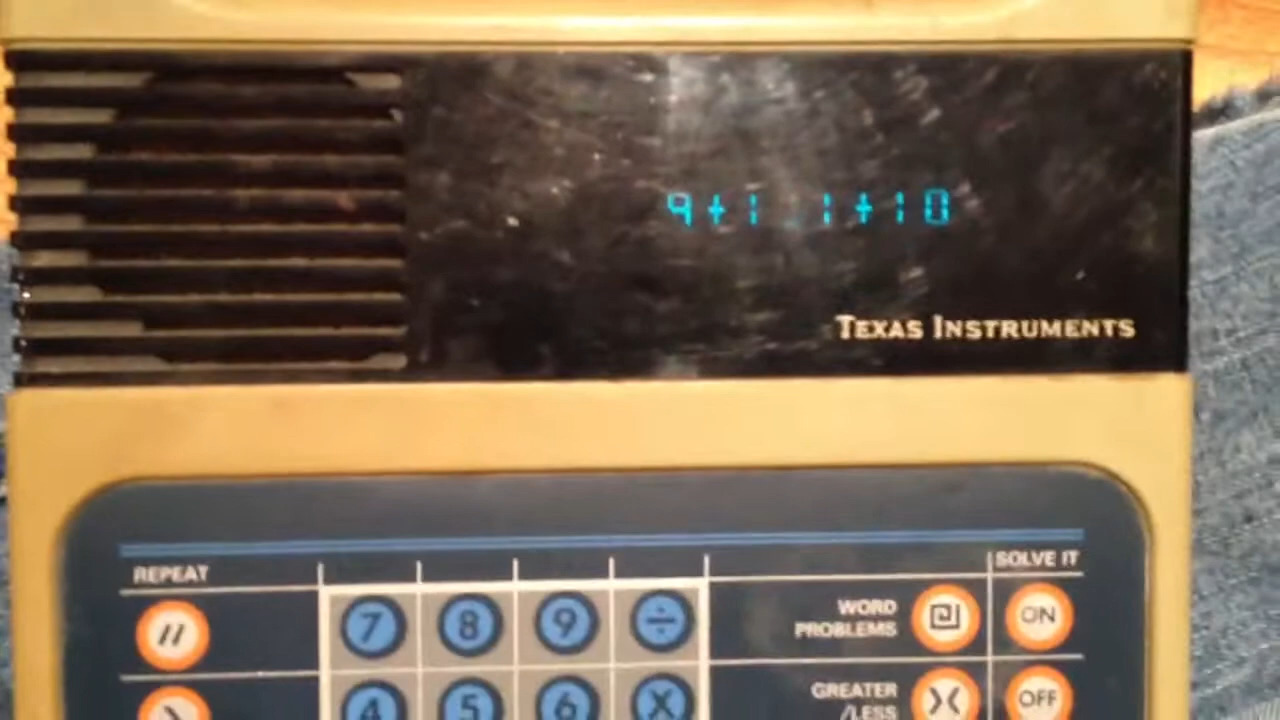 9+1 1+10
TEXAS INSTRUMENTS
REPEAT
SOLVE IT
7 8 9 ÷
WORD
PROBLEMS
ON
4 5 6 X
GREATER
/LESS
OFF